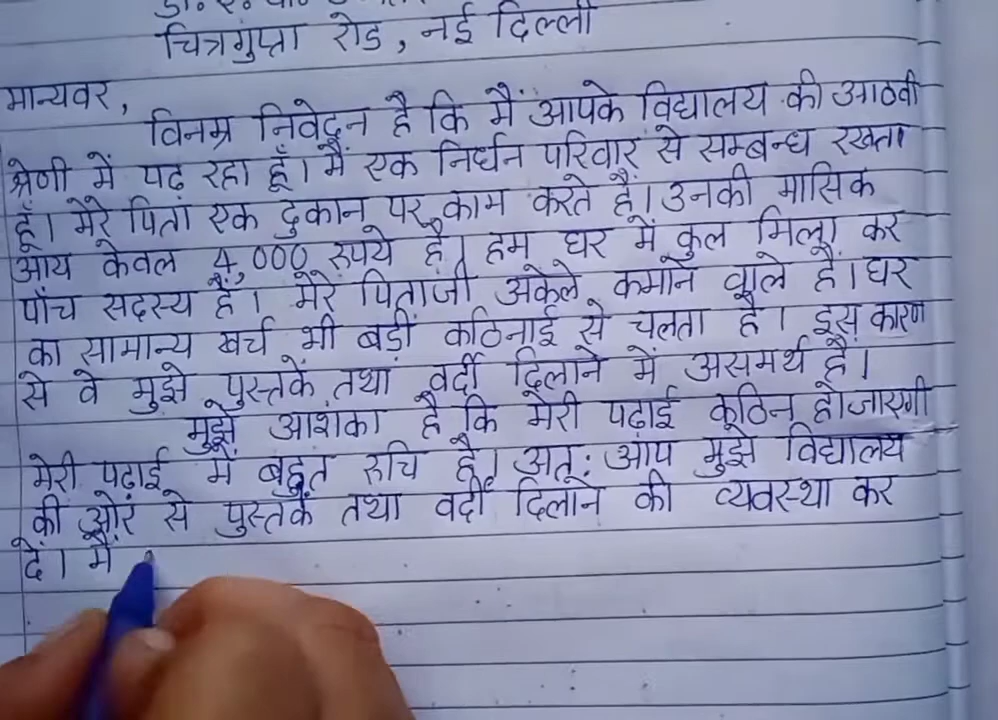 चित्रगुप्ता रोड, नई दिल्ली
मान्यवर,
विनम्र निवेदन है कि मैं आपके विद्यालय की आठवी
श्रेणी में पढ़ रहा हूँ। मैं एक निर्धन परिवार से सम्बन्ध रखता
हूँ। मेरे पिता एक दुकान पर काम करते हैं। उनकी मासिक
आय केवल 4,000 रुपये है। हम घर में कुल मिला कर
पाँच सदस्य हैं। मेरे पिताजी अकेले कमाने वाले हैं। घर
का सामान्य खर्च भी बड़ी कठिनाई से चलता है। इस कारण
से वे मुझे पुस्तकें तथा वर्दी दिलाने में असमर्थ हैं।
मुझे आशंका है कि मेरी पढाई कठिन हो जाएगी
मेरी पढ़ाई में बहुत रुचि है। अतः आप मुझे विद्यालय
की ओर से पुस्तकें तथा वर्दी दिलाने की व्यवस्था कर
दें। मैं